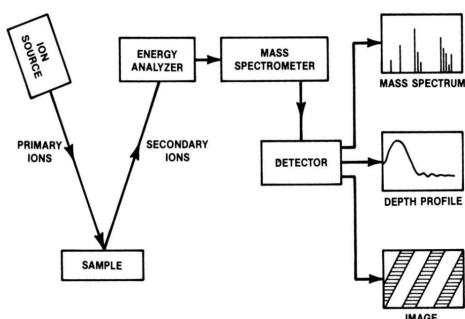 ION
SOURCE
ENERGY
ANALYZER
MASS
SPECTROMETER
MASS SPECTRUM
PRIMARY
IONS
SECONDARY
IONS
DETECTOR
DEPTH PROFILE
SAMPLE
IMAGE